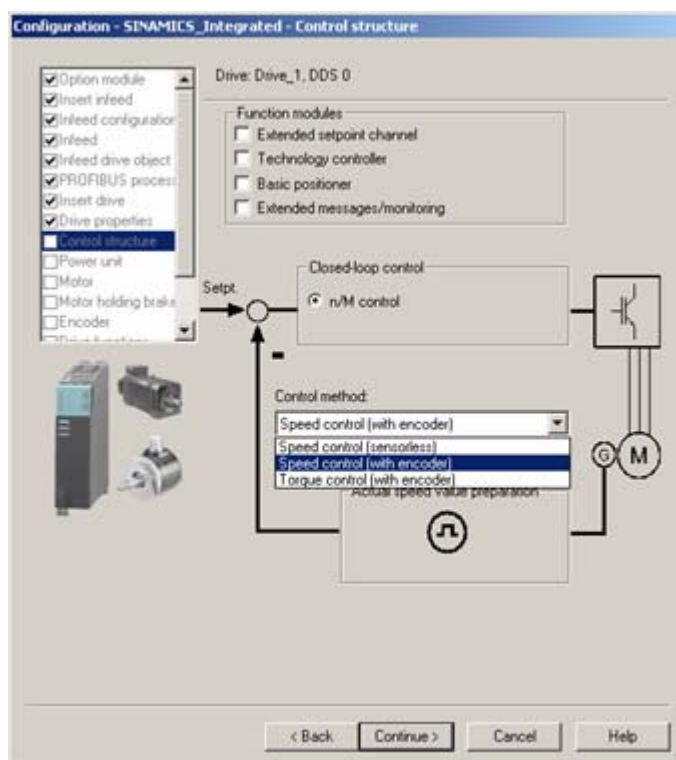 Configuration - SINAMICS_Integrated - Control structure
Option module
Insert infeed
Infeed configuration
Infeed
Infeed drive object
PROFIBUS process
Insert drive
Drive properties
Control structure
Power unit
Motor
Motor holding brake
Encoder
Drive: Drive_1, DDS 0
Function modules
Extended setpoint channel
Technology controller
Basic positioner
Extended messages/monitoring
Closed-loop control
Setpt.
n/M control
-
Control method:
Speed control (with encoder)
Speed control (sensorless)
Speed control (with encoder)
Torque control (with encoder)
G
M
Actual speed value preparation
< Back
Continue >
Cancel
Help